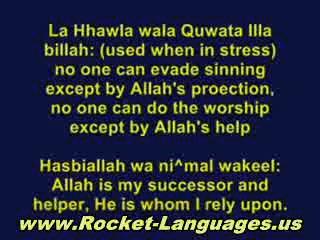 La Hhawla wala Quwata Illa
billah: (used when in stress)
no one can evade sinning
except by Allah's proection,
no one can do the worship
except by Allah's help
Hasbiallah wa ni^mal wakeel:
Allah is my successor and
helper, He is whom I rely upon.
www.Rocket-Languages.us